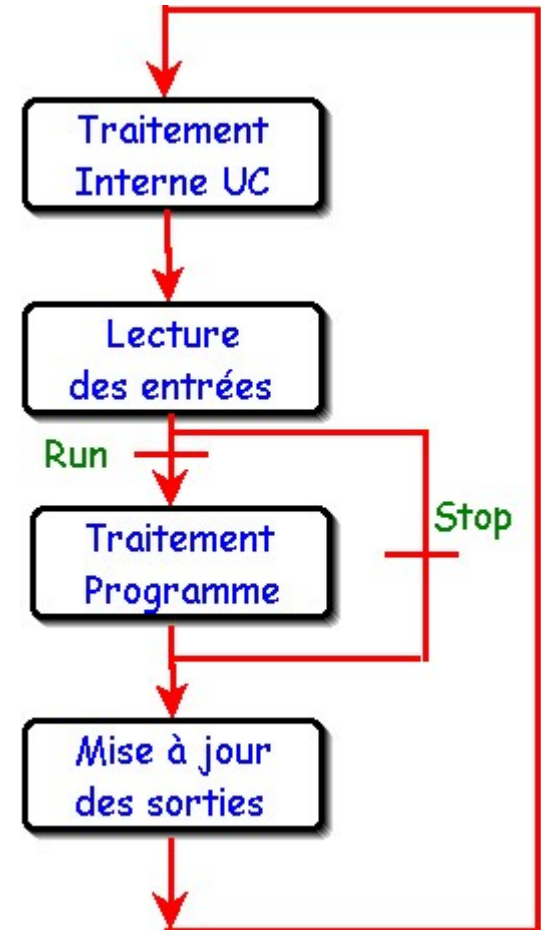 Traitement
Interne UC
Lecture
des entrées
Run
Stop
Traitement
Programme
Mise à jour
des sorties